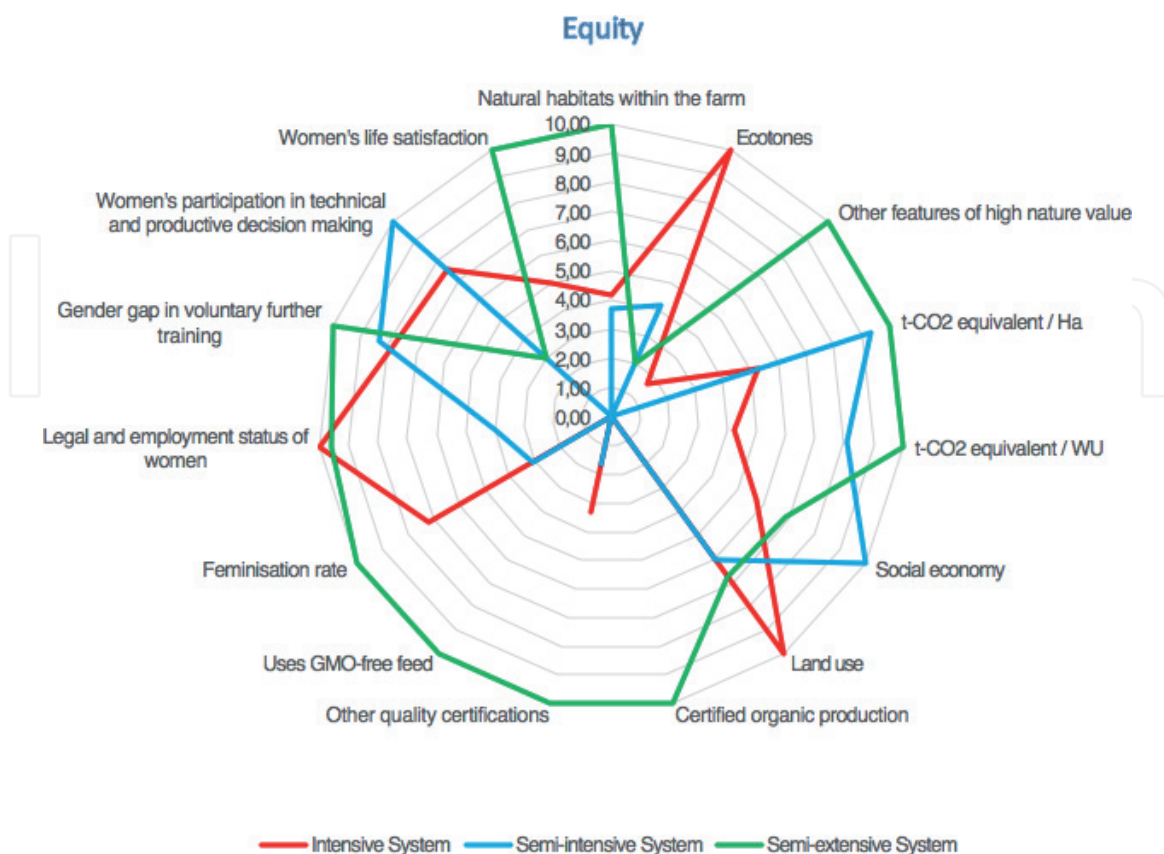 Equity
Natural habitats within the farm
Women's life satisfaction
Ecotones
Women's participation in technical
and productive decision making
Other features of high nature value
Gender gap in voluntary further
training
t-CO2 equivalent / Ha
Legal and employment status of
women
t-CO2 equivalent / WU
Feminisation rate
Social economy
Uses GMO-free feed
Land use
Other quality certifications
Certified organic production
10,00
9,00
8,00
7,00
6,00
5,00
4,00
3,00
2,00
1,00
0,00
Intensive System
Semi-intensive System
Semi-extensive System